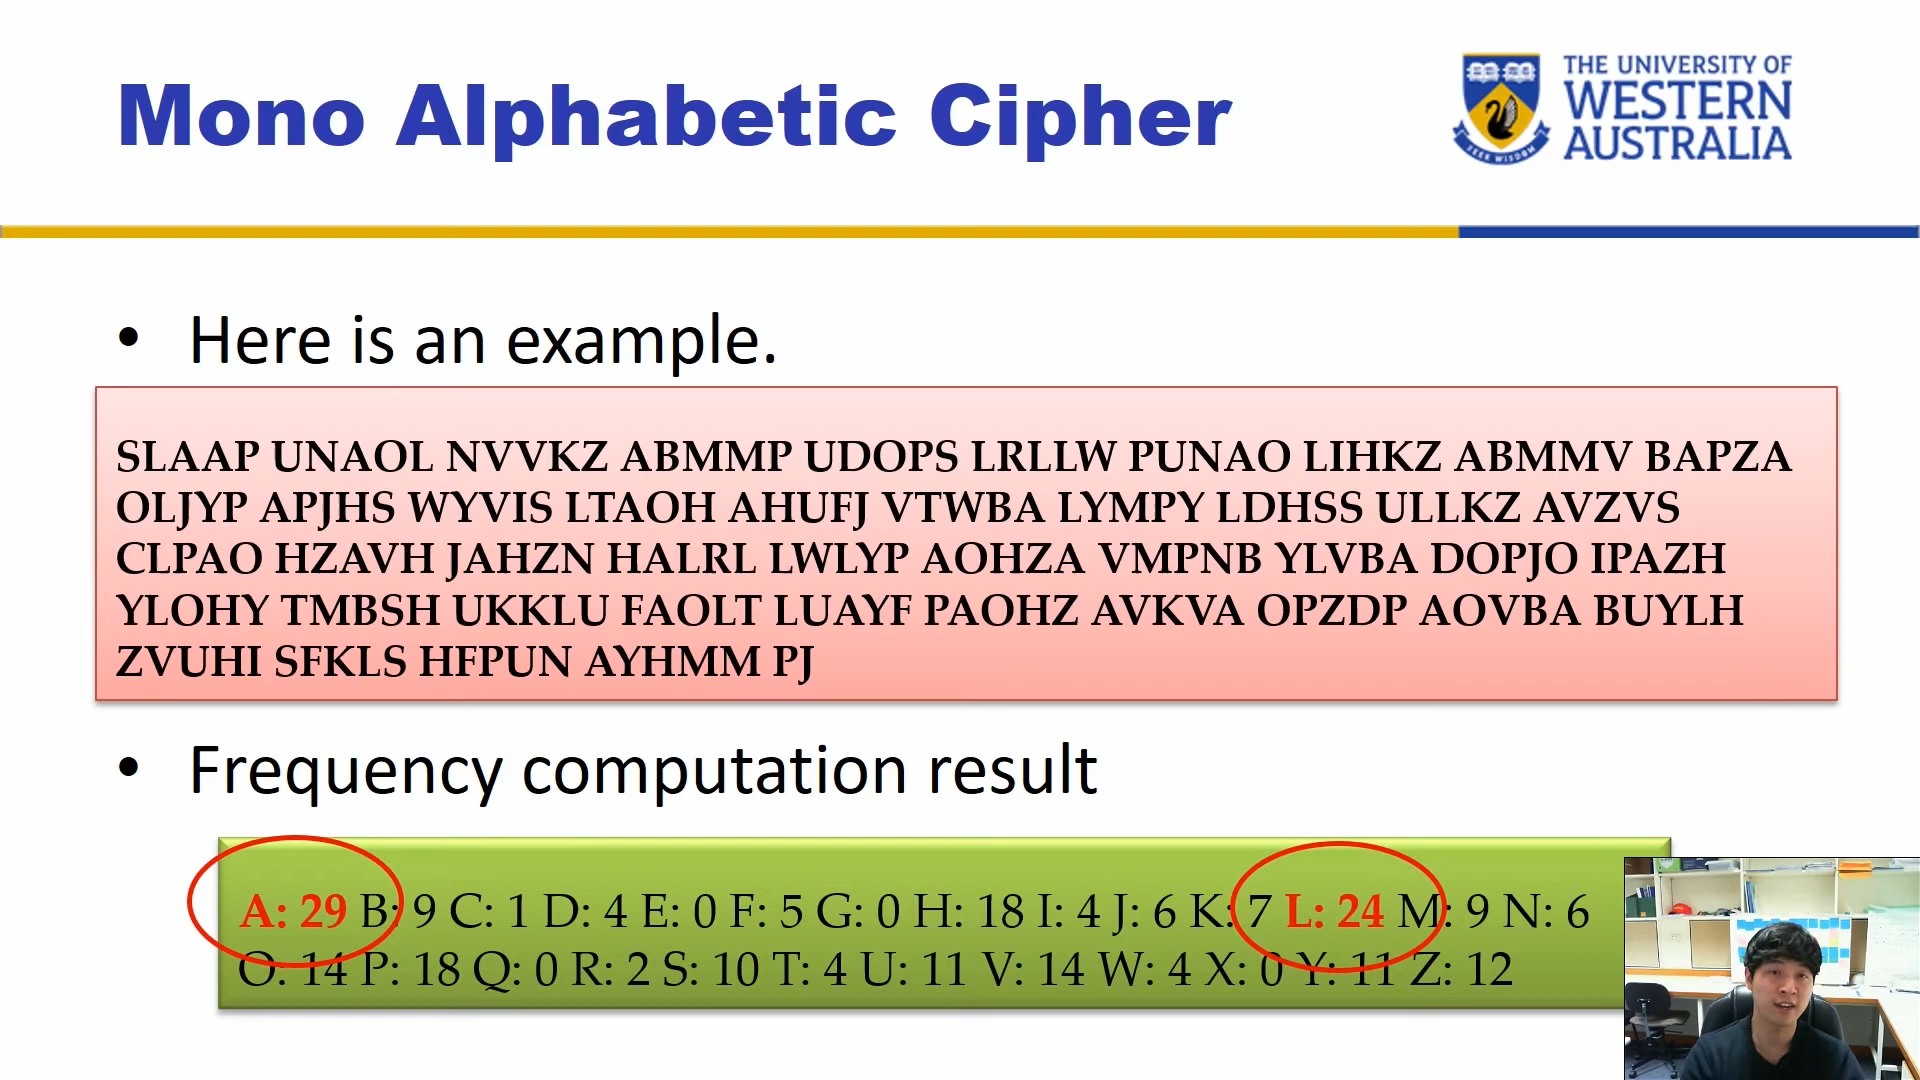 Mono Alphabetic Cipher
THE UNIVERSITY OF
WESTERN
AUSTRALIA
SEEK WISDOM
• Here is an example.
SLAAP UNAOL NVVKZ ABMMP UDOPS LRLLW PUNAO LIHKZ ABMMV BAPZA
OLJYP APJHS WYVIS LTAOH AHUFJ VTWBA LYMPY LDHSS ULLKZ AVZVS
CLPAO HZAVH JAHZN HALRL LWLYP AOHZA VMPNB YLVBA DOPJO IPAZH
YLOHY TMBSH UKKLU FAOLT LUAYF PAOHZ AVKVA OPZDP AOVBA BUYLH
ZVUHI SFKLS HFPUN AYHMM PJ
• Frequency computation result
A: 29 B: 9 C: 1 D: 4 E: 0 F: 5 G: 0 H: 18 I: 4 J: 6 K: 7 L: 24 M: 9 N: 6
O: 14 P: 18 Q: 0 R: 2 S: 10 T: 4 U: 11 V: 14 W: 4 X: 0 Y: 11 Z: 12